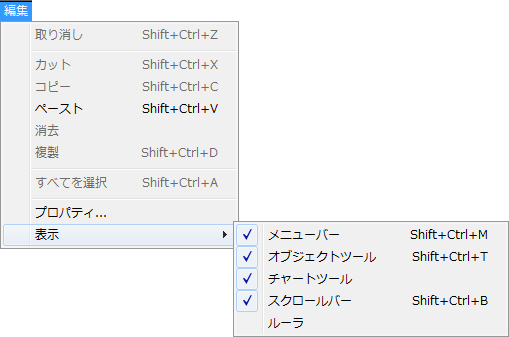 編集
取り消し Shift+Ctrl+Z
カット Shift+Ctrl+X
コピー Shift+Ctrl+C
ペースト Shift+Ctrl+V
消去
複製 Shift+Ctrl+D
すべてを選択 Shift+Ctrl+A
プロパティ...
表示
メニューバー Shift+Ctrl+M
オブジェクトツール Shift+Ctrl+T
チャートツール
スクロールバー Shift+Ctrl+B
ルーラ